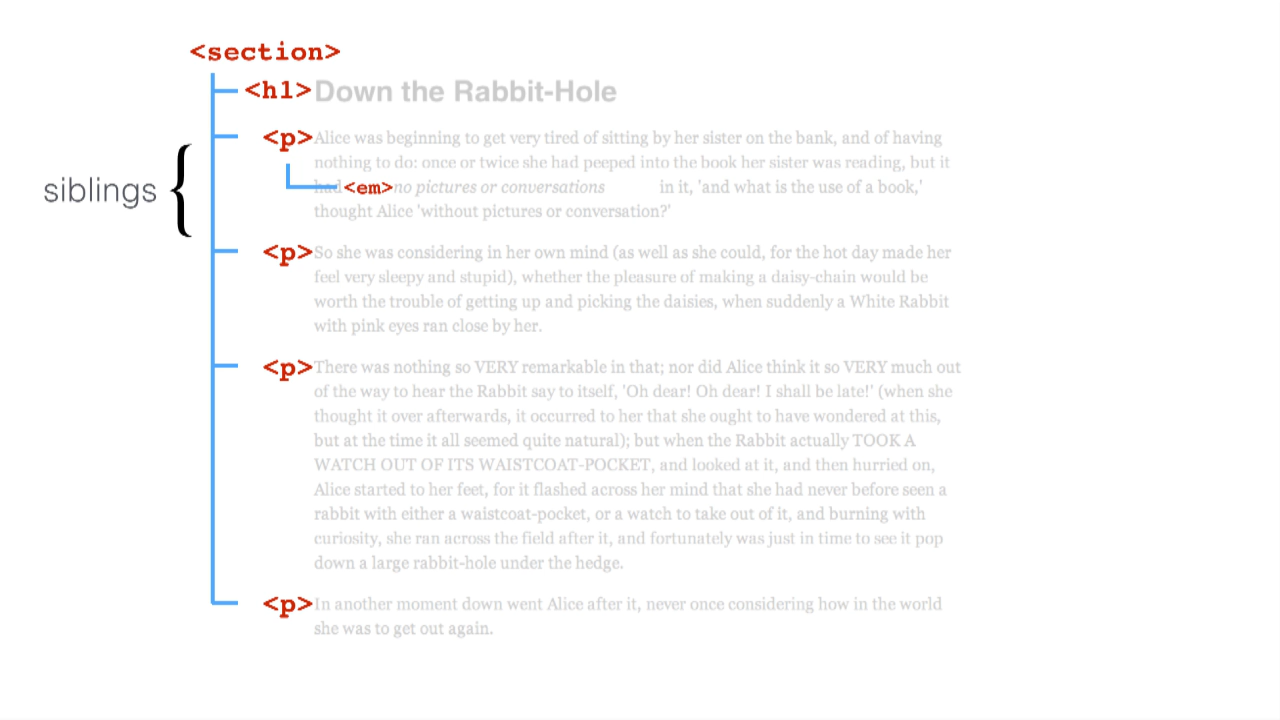 <section>
<h1>Down the Rabbit-Hole
<p>Alice was beginning to get very tired of sitting by her sister on the bank, and of having
nothing to do: once or twice she had peeped into the book her sister was reading, but it
siblings
had <em>no pictures or conversations in it, 'and what is the use of a book,'
thought Alice 'without pictures or conversation?'
<p>So she was considering in her own mind (as well as she could, for the hot day made her
feel very sleepy and stupid), whether the pleasure of making a daisy-chain would be
worth the trouble of getting up and picking the daisies, when suddenly a White Rabbit
with pink eyes ran close by her.
<p>There was nothing so VERY remarkable in that; nor did Alice think it so VERY much out
of the way to hear the Rabbit say to itself, 'Oh dear! Oh dear! I shall be late!' (when she
thought it over afterwards, it occurred to her that she ought to have wondered at this,
but at the time it all seemed quite natural); but when the Rabbit actually TOOK A
WATCH OUT OF ITS WAISTCOAT-POCKET, and looked at it, and then hurried on,
Alice started to her feet, for it flashed across her mind that she had never before seen a
rabbit with either a waistcoat-pocket, or a watch to take out of it, and burning with
curiosity, she ran across the field after it, and fortunately was just in time to see it pop
down a large rabbit-hole under the hedge.
<p>In another moment down went Alice after it, never once considering how in the world
she was to get out again.